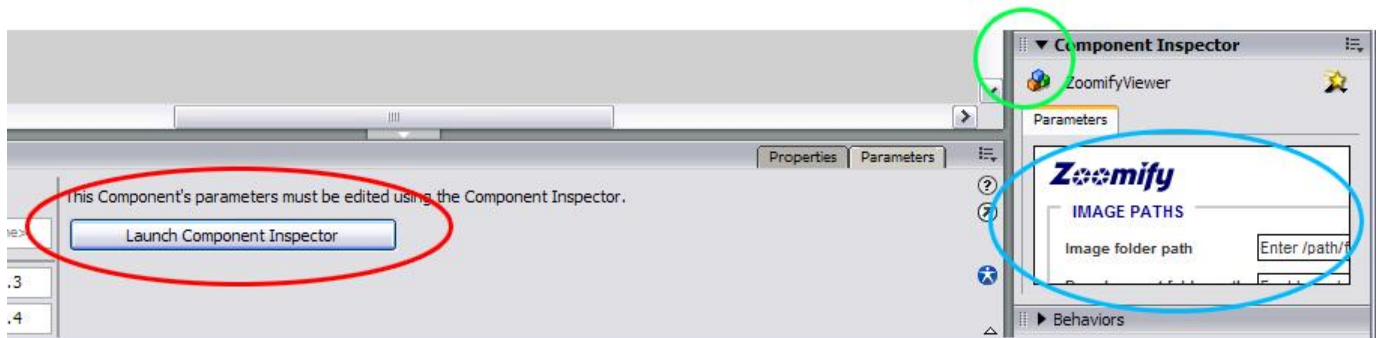 Component Inspector
ZoomifyViewer
Parameters
Properties Parameters
This Component's parameters must be edited using the Component Inspector.
Launch Component Inspector
.3
.4
Zoomify
IMAGE PATHS
Image folder path Enter /path/f
Behaviors